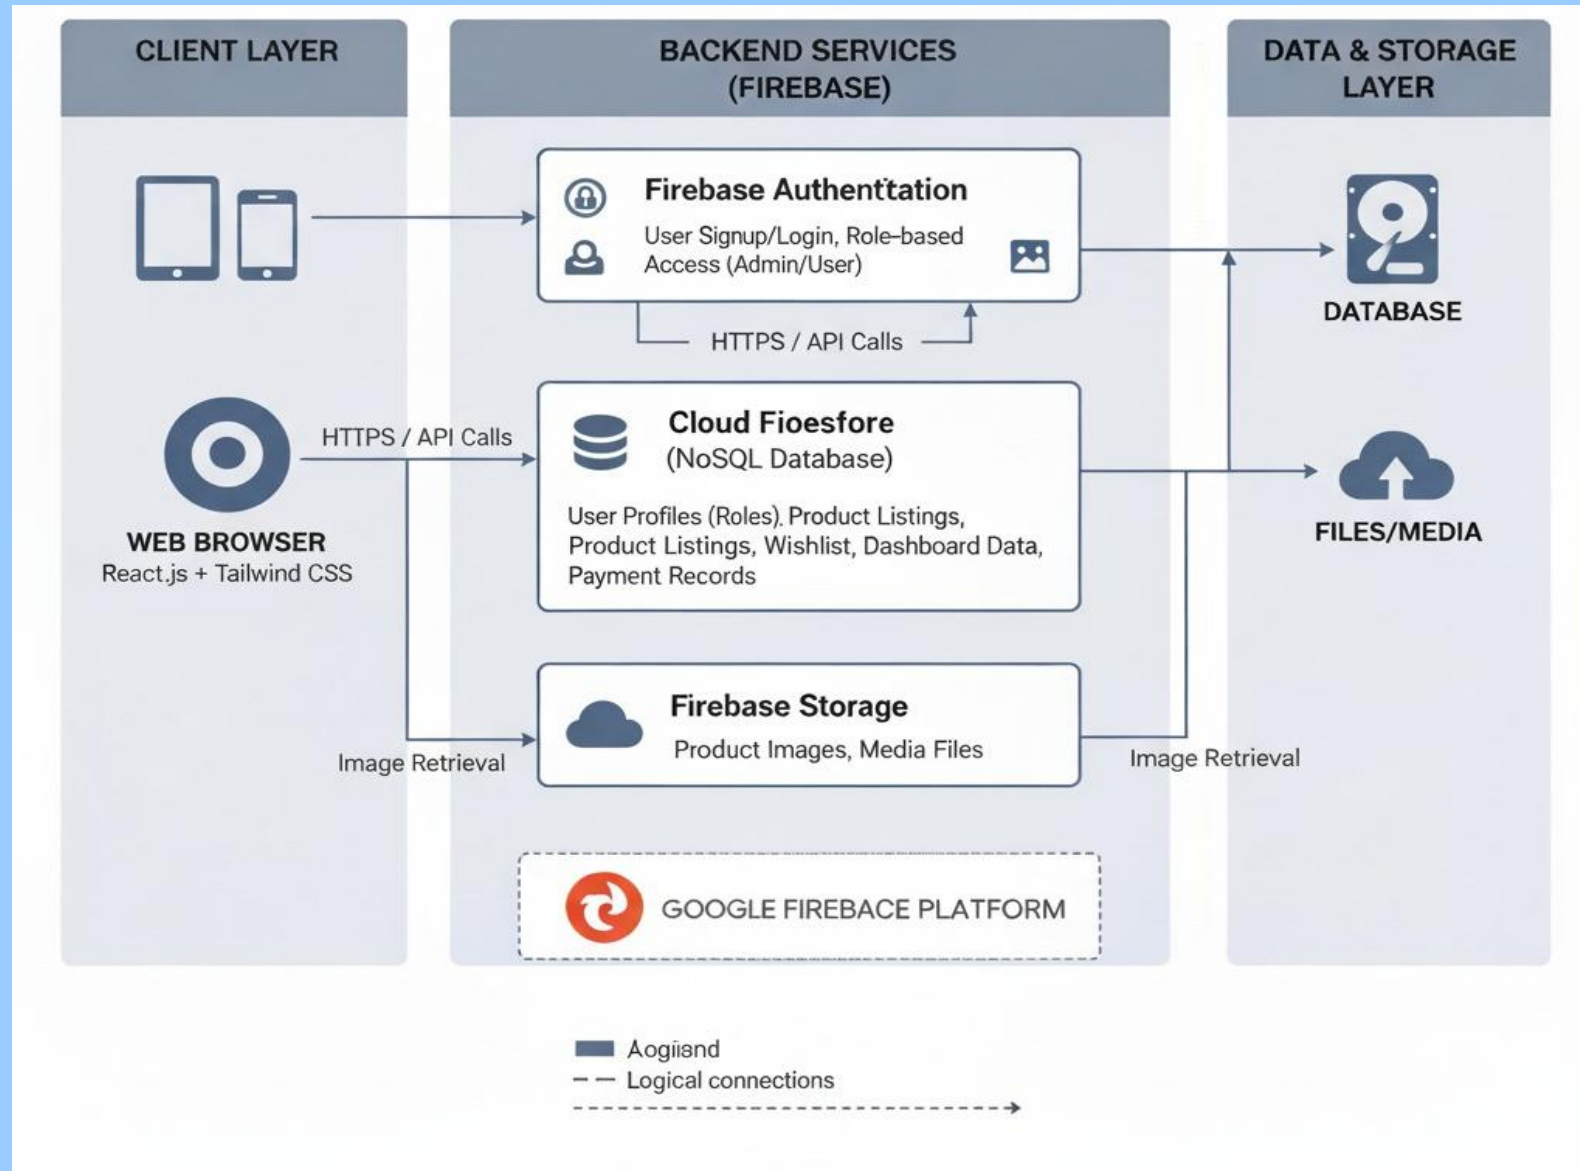 CLIENT LAYER
BACKEND SERVICES
(FIREBASE)
DATA & STORAGE
LAYER
Firebase Authenttation
User Signup/Login, Role-based
Access (Admin/User)
HTTPS / API Calls
DATABASE
HTTPS / API Calls
WEB BROWSER
React.js + Tailwind CSS
Cloud Fioesfore
(NoSQL Database)
User Profiles (Roles), Product Listings,
Product Listings, Wishlist, Dashboard Data,
Payment Records
FILES/MEDIA
Image Retrieval
Firebase Storage
Product Images, Media Files
Image Retrieval
GOOGLE FIREBACE PLATFORM
Logical connections